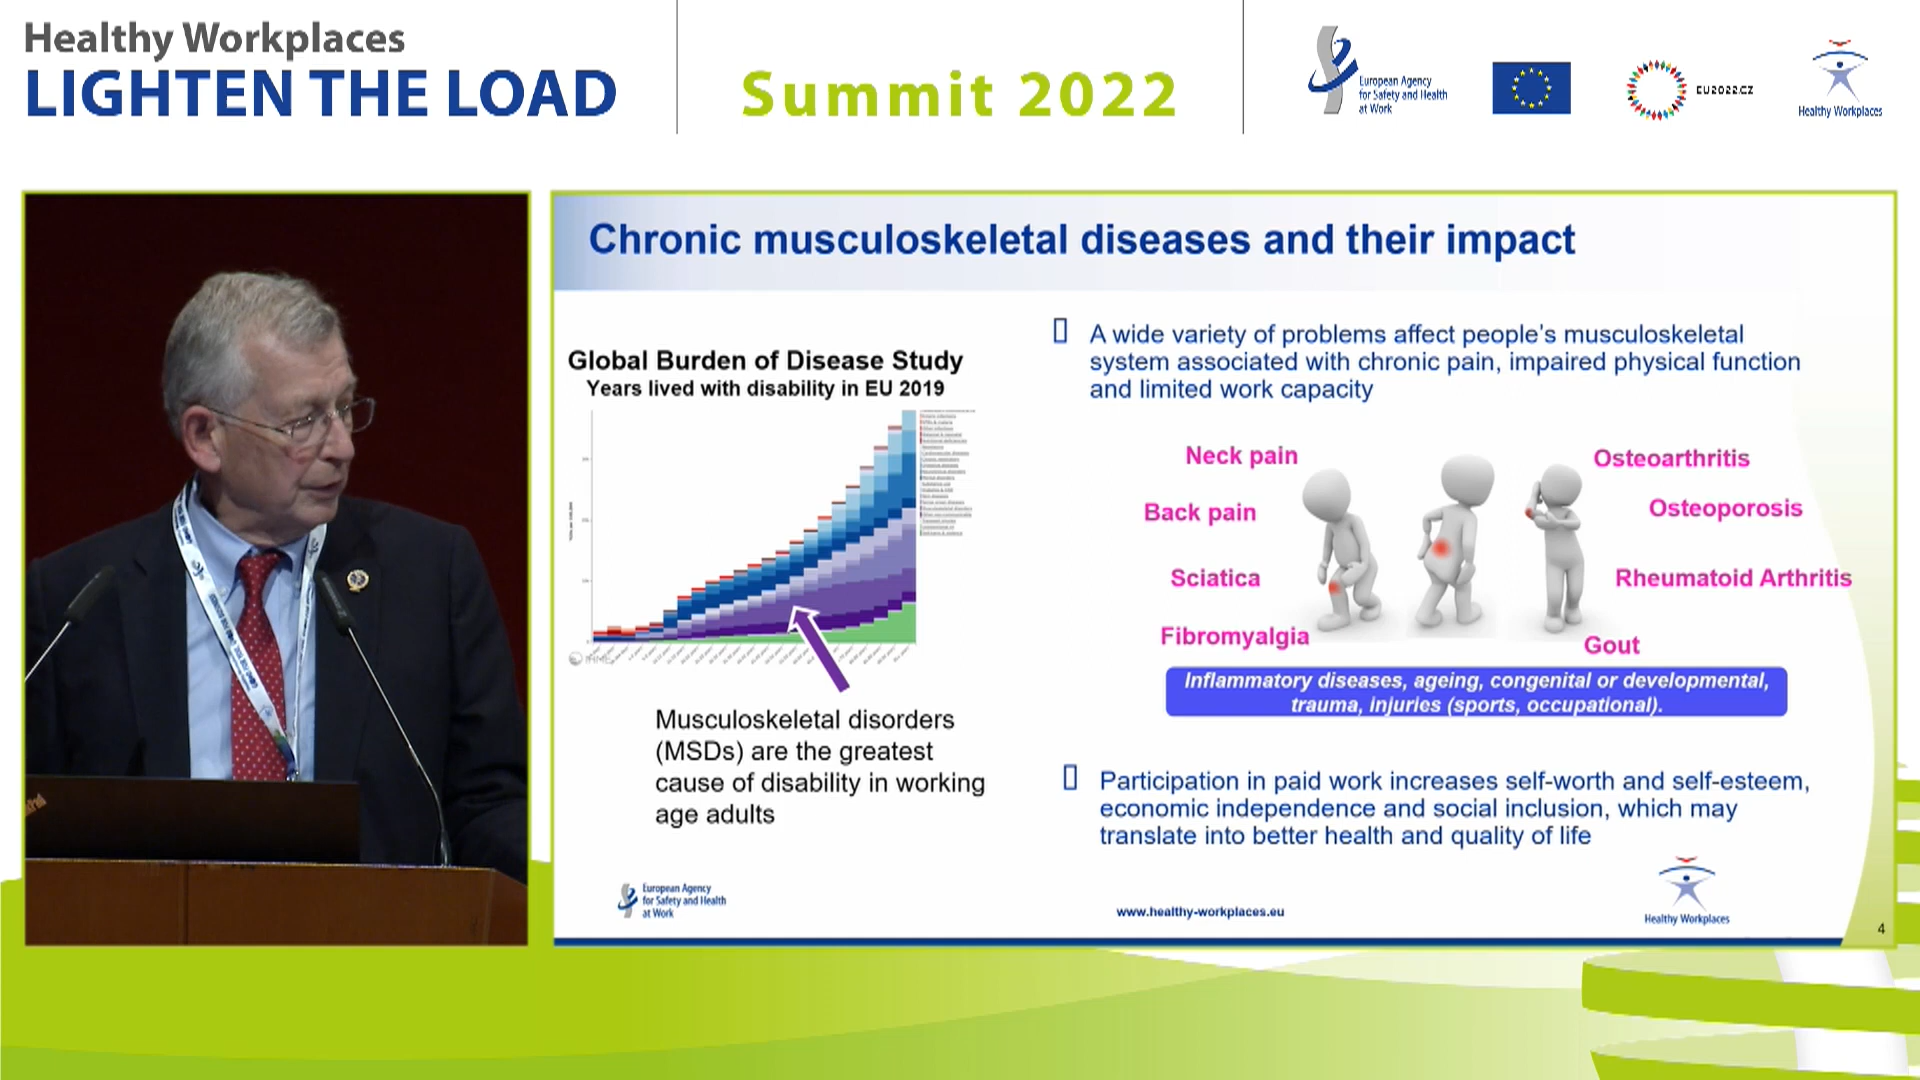 Healthy Workplaces
LIGHTEN THE LOAD
Summit 2022
European Agency
for Safety and Health
at Work
EU2022.CZ
Healthy Workplaces
Chronic musculoskeletal diseases and their impact
Global Burden of Disease Study
Years lived with disability in EU 2019
IHME
Musculoskeletal disorders
(MSDs) are the greatest
cause of disability in working
age adults
A wide variety of problems affect people's musculoskeletal
system associated with chronic pain, impaired physical function
and limited work capacity
Neck pain
Osteoarthritis
Back pain
Osteoporosis
Sciatica
Rheumatoid Arthritis
Fibromyalgia
Gout
Inflammatory diseases, ageing, congenital or developmental,
trauma, injuries (sports, occupational).
Participation in paid work increases self-worth and self-esteem,
economic independence and social inclusion, which may
translate into better health and quality of life
European Agency
for Safety and Health
at Work
www.healthy-workplaces.eu
Healthy Workplaces
4